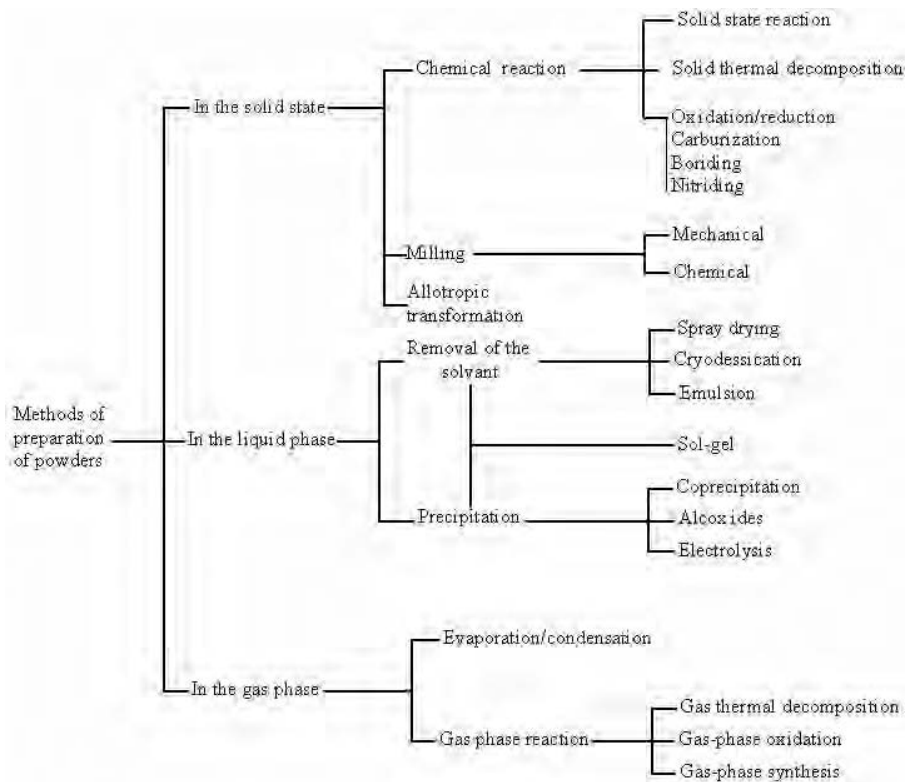 Solid state reaction
Chemical reaction
Solid thermal decomposition
In the solid state
Oxidation/reduction
Carburization
Boriding
Nitriding
Mechanical
Milling
Chemical
Allotropic
transformation
Spray drying
Removal of the
solvant
Cryodessication
Emulsion
Methods of
preparation
of powders
In the liquid phase
Sol-gel
Coprecipitation
Precipitation
Alcoxides
Electrolysis
Evaporation/condensation
In the gas phase
Gas thermal decomposition
Gas phase reaction
Gas-phase oxidation
Gas-phase synthesis